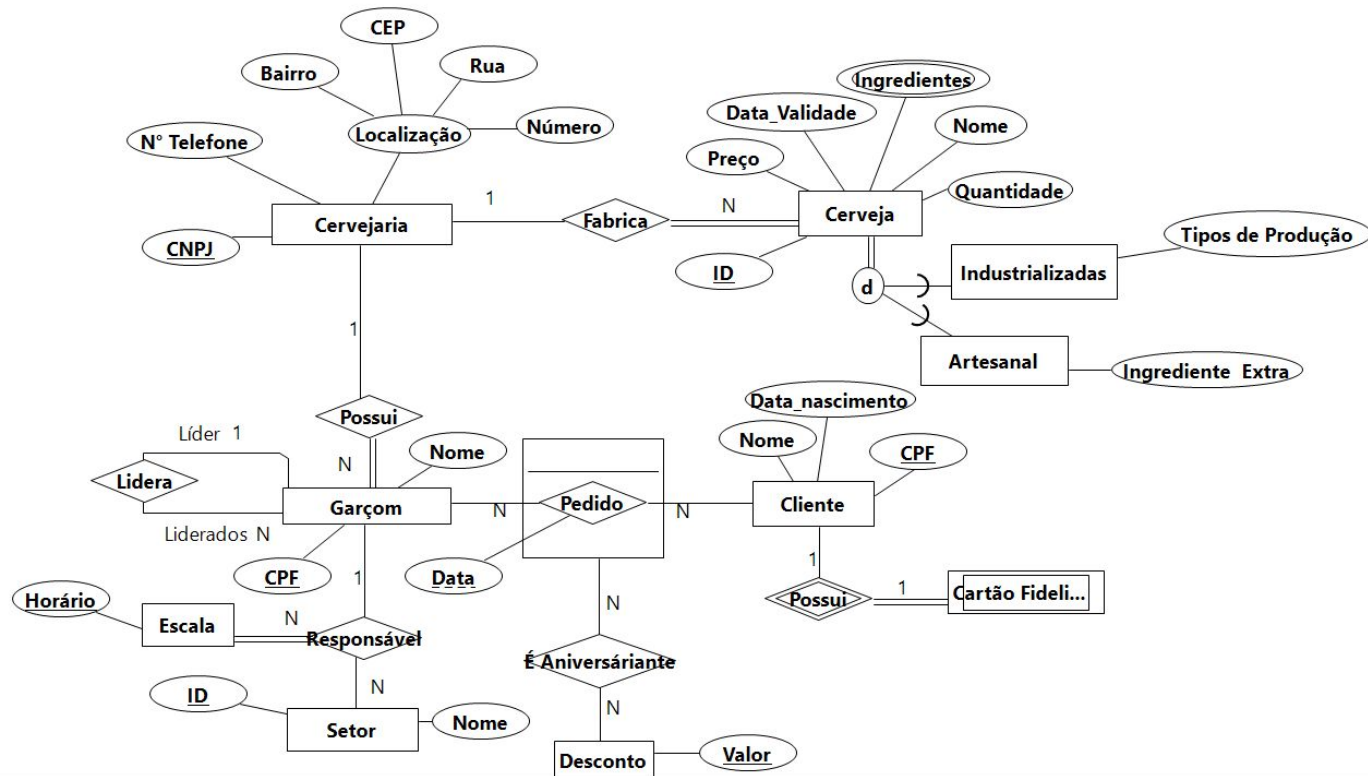 CEP
Bairro
Rua
Localização
Número
N° Telefone
Cervejaria
CNPJ
1
Fabrica
N
Ingredientes
Data_Validade
Nome
Preço
Quantidade
Cerveja
ID
d
Industrializadas
Tipos de Produção
Artesanal
Ingrediente Extra
1
Possui
N
Líder 1
Lidera
Liderados N
Nome
Garçom
CPF
N
Pedido
N
Data
Data_nascimento
Nome
CPF
Cliente
1
Possui
1
Cartão Fideli...
Horário
Escala
N
1
Responsável
N
ID
Setor
Nome
N
É Aniversáriante
N
Desconto
Valor